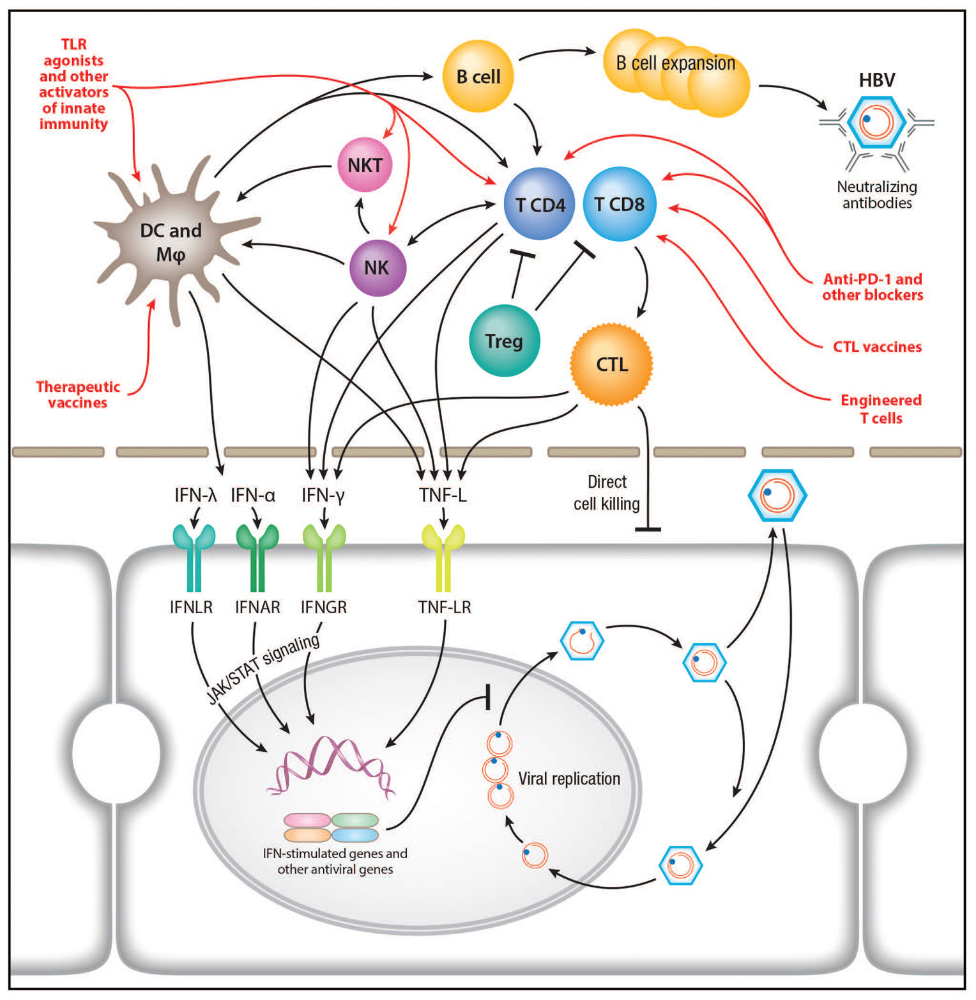 TLR
agonists
and other
activators
of innate
immunity
B cell
B cell expansion
HBV
Neutralizing
antibodies
NKT
T CD4
T CD8
DC and
Mφ
NK
Anti-PD-1 and
other blockers
Treg
CTL
CTL vaccines
Therapeutic
vaccines
Engineered
T cells
IFN-λ
IFN-α
IFN-γ
TNF-L
Direct
cell killing
IFNLR
IFNAR
IFNGR
TNF-LR
JAK/STAT signaling
Viral replication
IFN-stimulated genes and
other antiviral genes